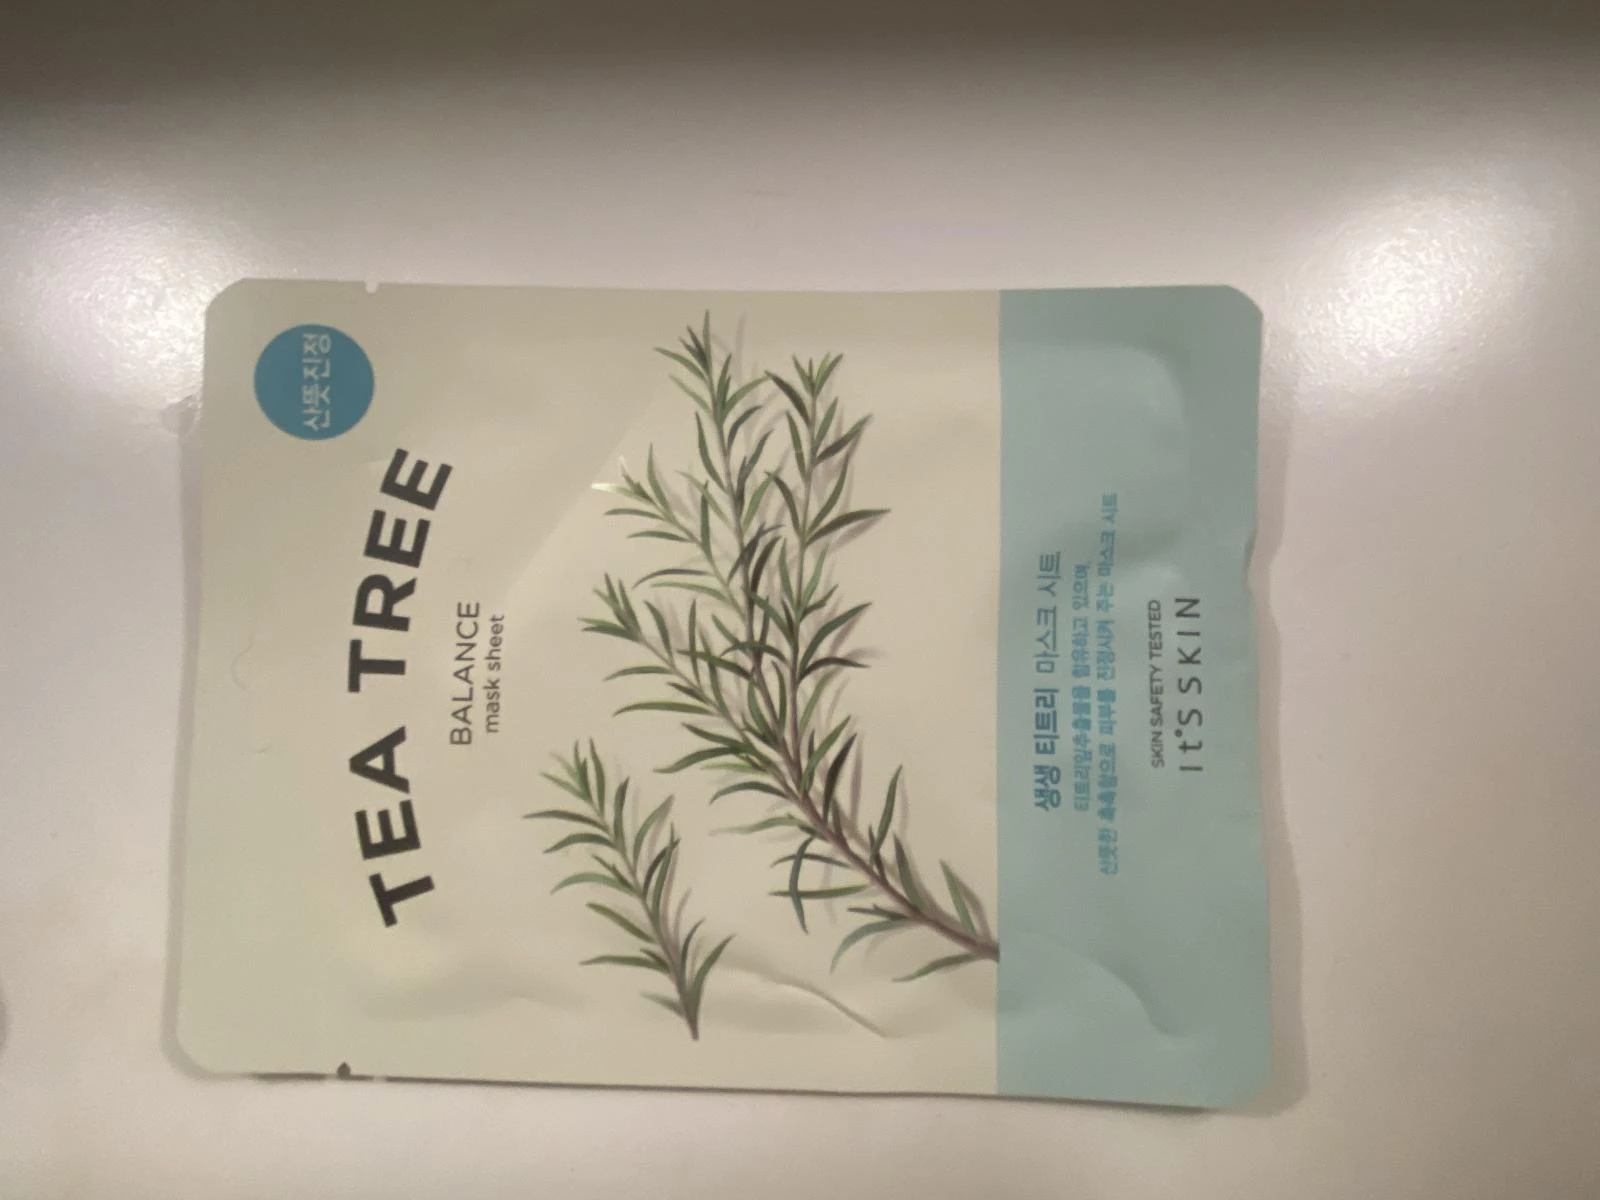 산뜻진정
TEA TREE
BALANCE
mask sheet
생생 티트리 마스크 시트
티트리잎추출물을 함유하고 있으며,
산뜻한 촉촉함으로 피부를 진정시켜 주는 마스크 시트
SKIN SAFETY TESTED
It'S SKIN